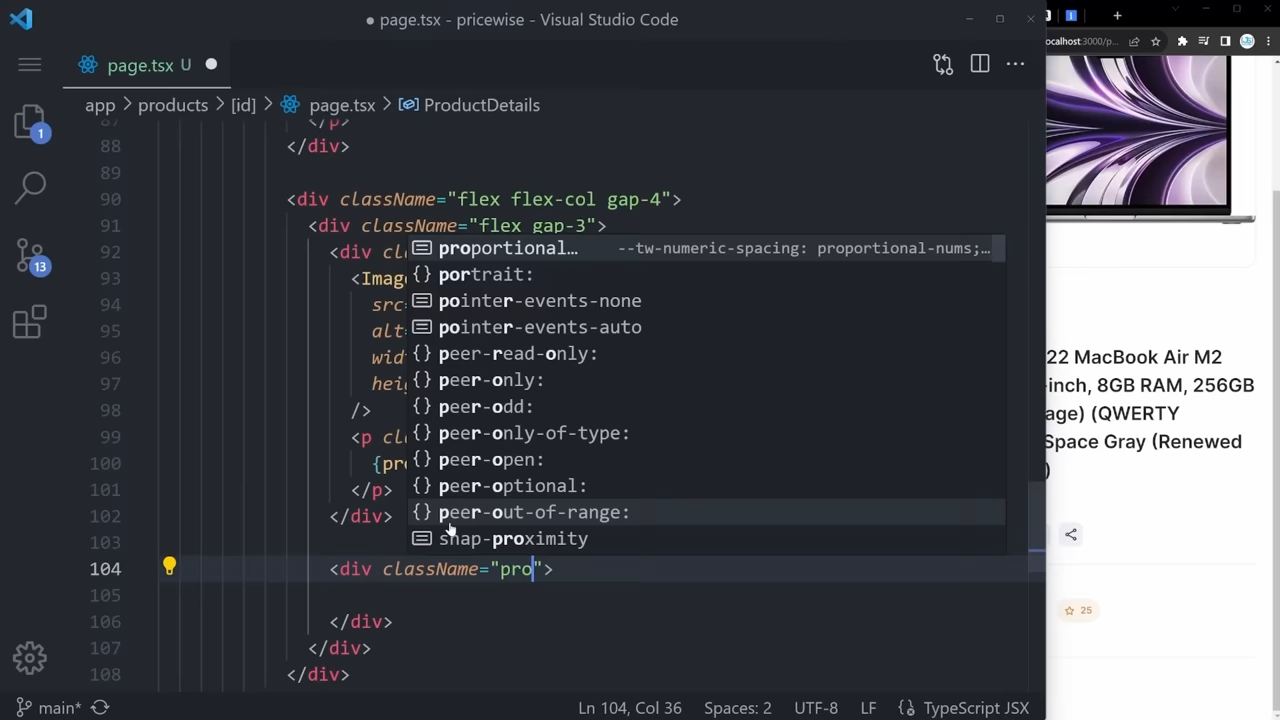 page.tsx - pricewise - Visual Studio Code
page.tsx U
app > products > [id] > page.tsx > ProductDetails
localhost:3000/p...
87 </p>
88 </div>
89
90 <div className="flex flex-col gap-4">
91 <div className="flex gap-3">
92 <div cl
93 <Imag
94 src=
95 alt=
96 wid
97 hei
98 />
99 <p cl
100 {pro
101 </p>
102 </div>
103
104 <div className="pro">
105
106 </div>
107 </div>
108 </div>
proportional… --tw-numeric-spacing: proportional-nums;…
portrait:
pointer-events-none
pointer-events-auto
peer-read-only:
peer-only:
peer-odd:
peer-only-of-type:
peer-open:
peer-optional:
peer-out-of-range:
snap-proximity
1
13
22 MacBook Air M2
-inch, 8GB RAM, 256GB
age) (QWERTY
Space Gray (Renewed
)
25
main* Ln 104, Col 36 Spaces: 2 UTF-8 LF TypeScript JSX